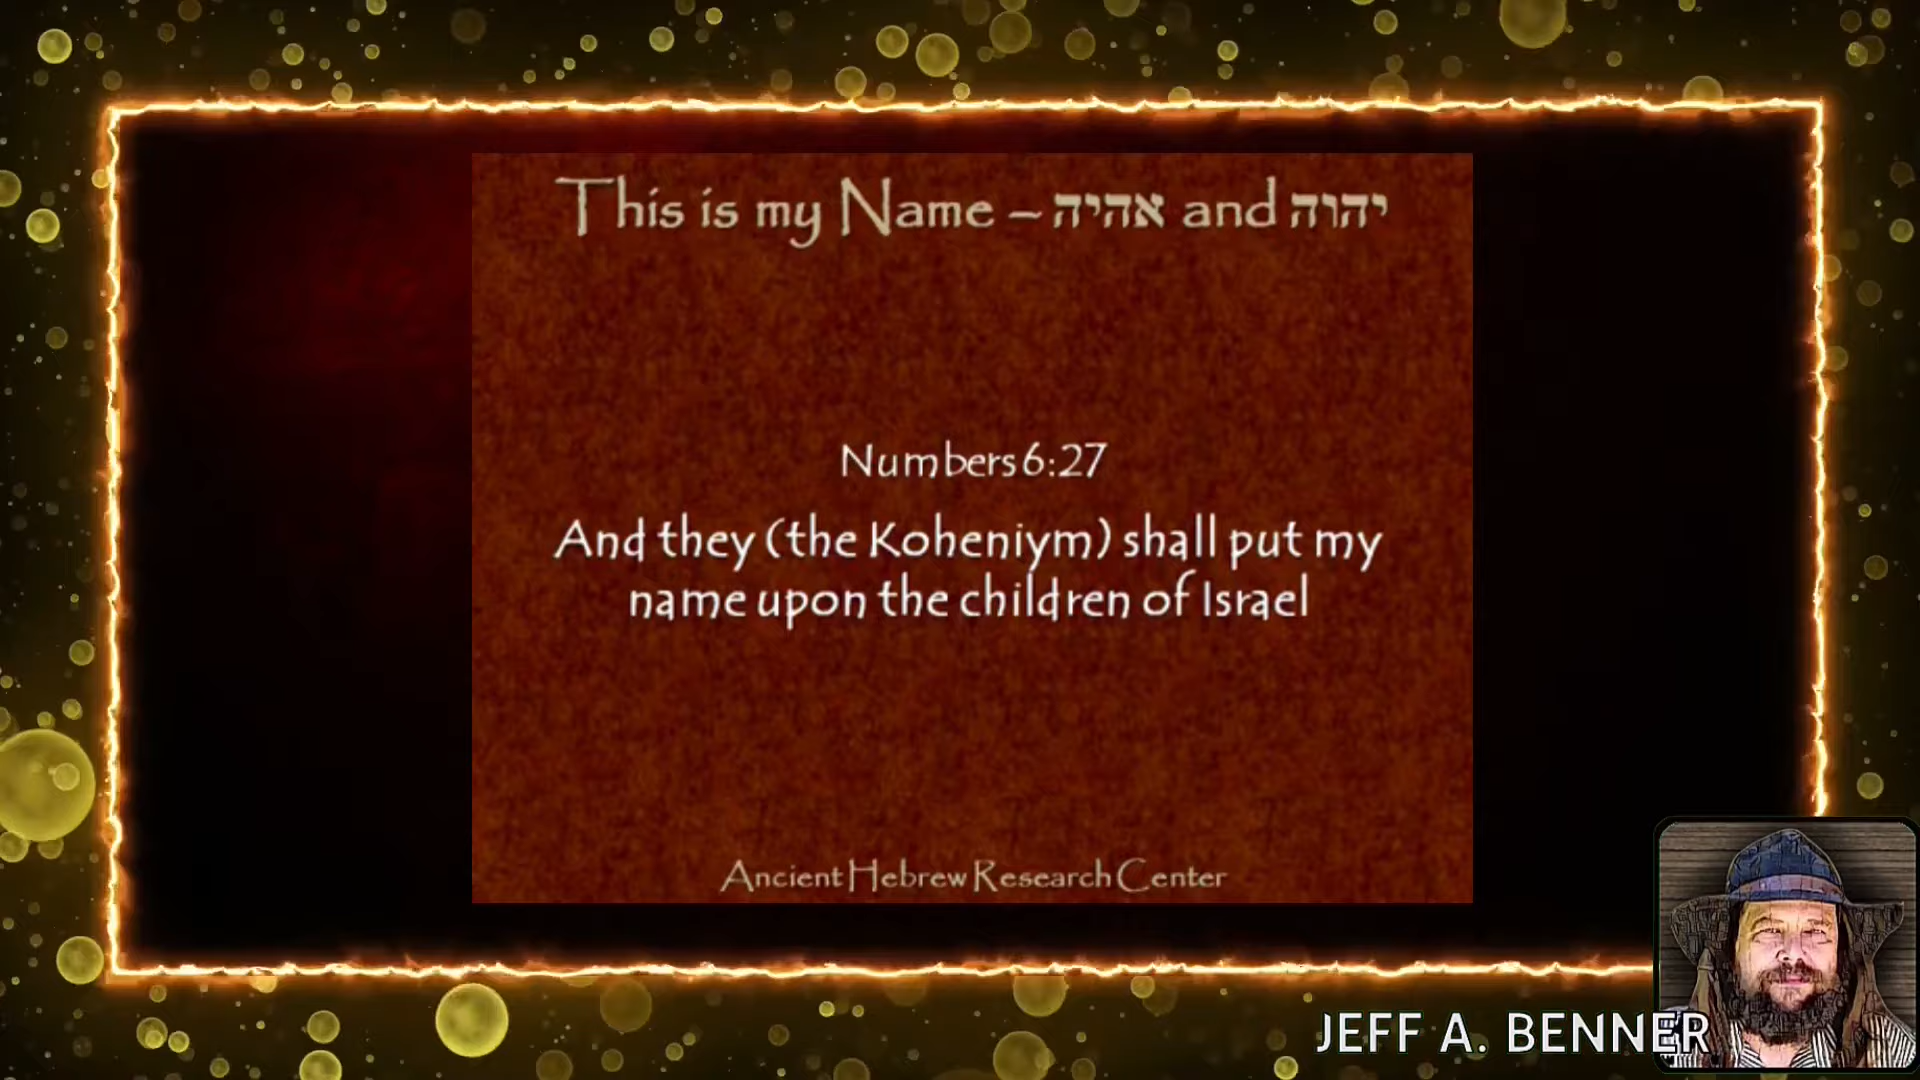 This is my Name – אהיה and יהוה
Numbers 6:27
And they (the Koheniym) shall put my
name upon the children of Israel
Ancient Hebrew Research Center
JEFF A. BENNER